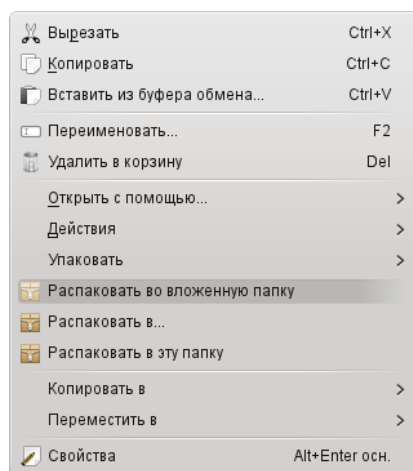 Вырезать Ctrl+X
Копировать Ctrl+C
Вставить из буфера обмена... Ctrl+V
Переименовать... F2
Удалить в корзину Del
Открыть с помощью...
Действия
Упаковать
Распаковать во вложенную папку
Распаковать в...
Распаковать в эту папку
Копировать в
Переместить в
Свойства Alt+Enter осн.